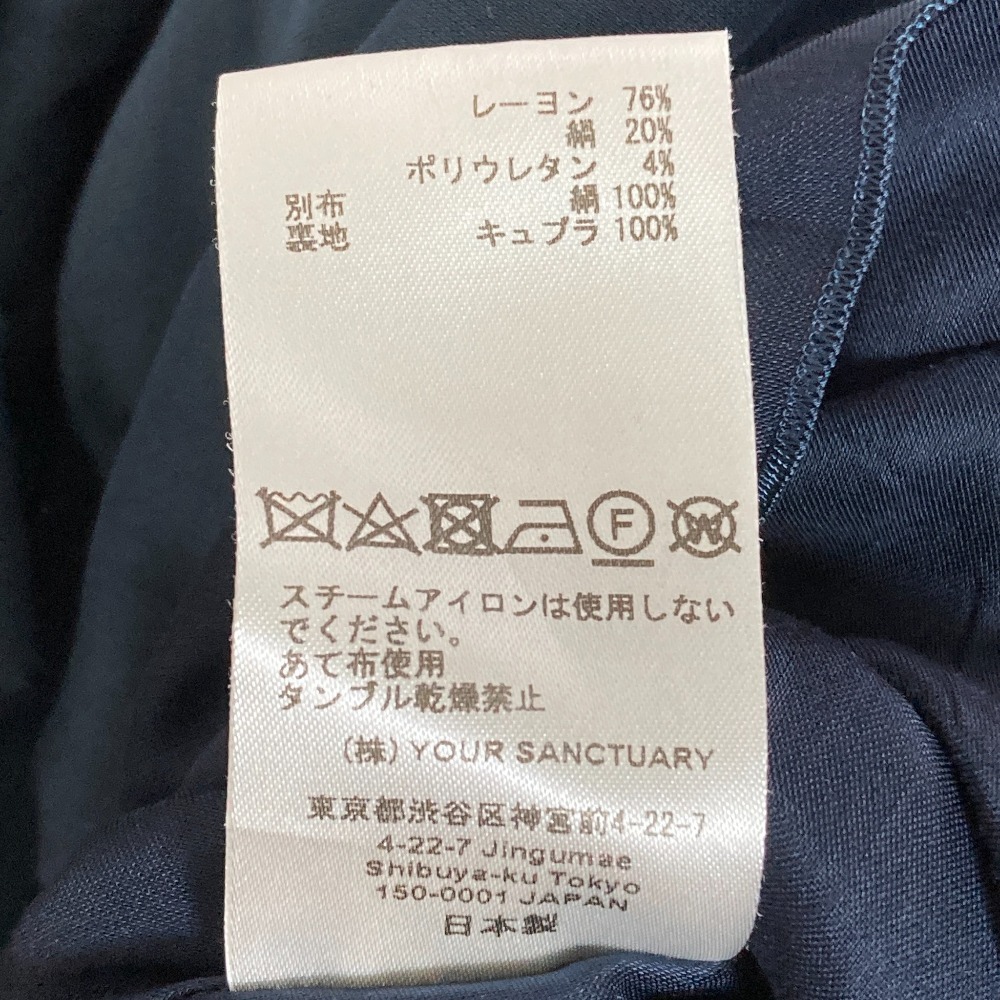 レーヨン 76%
絹 20%
ポリウレタン 4%
別布 絹 100%
裏地 キュプラ 100%
F
W
スチームアイロンは使用しない
でください。
あて布使用
タンブル乾燥禁止
(株) YOUR SANCTUARY
東京都渋谷区神宮前4-22-7
4-22-7 Jingumae
Shibuya-ku Tokyo
150-0001 JAPAN
日本製